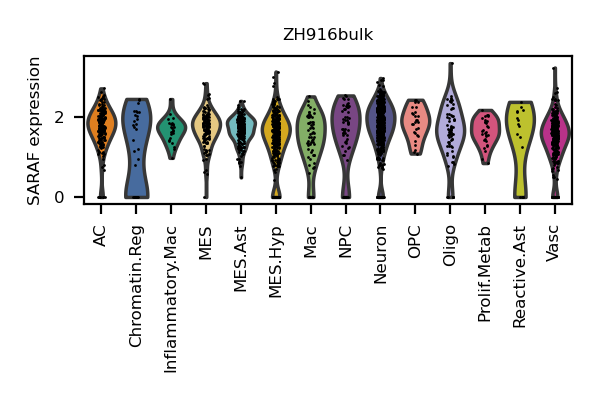 ZH916bulk
SARAF expression
2
0
AC
Chromatin.Reg
Inflammatory.Mac
MES
MES.Ast
MES.Hyp
Mac
NPC
Neuron
OPC
Oligo
Prolif.Metab
Reactive.Ast
Vasc